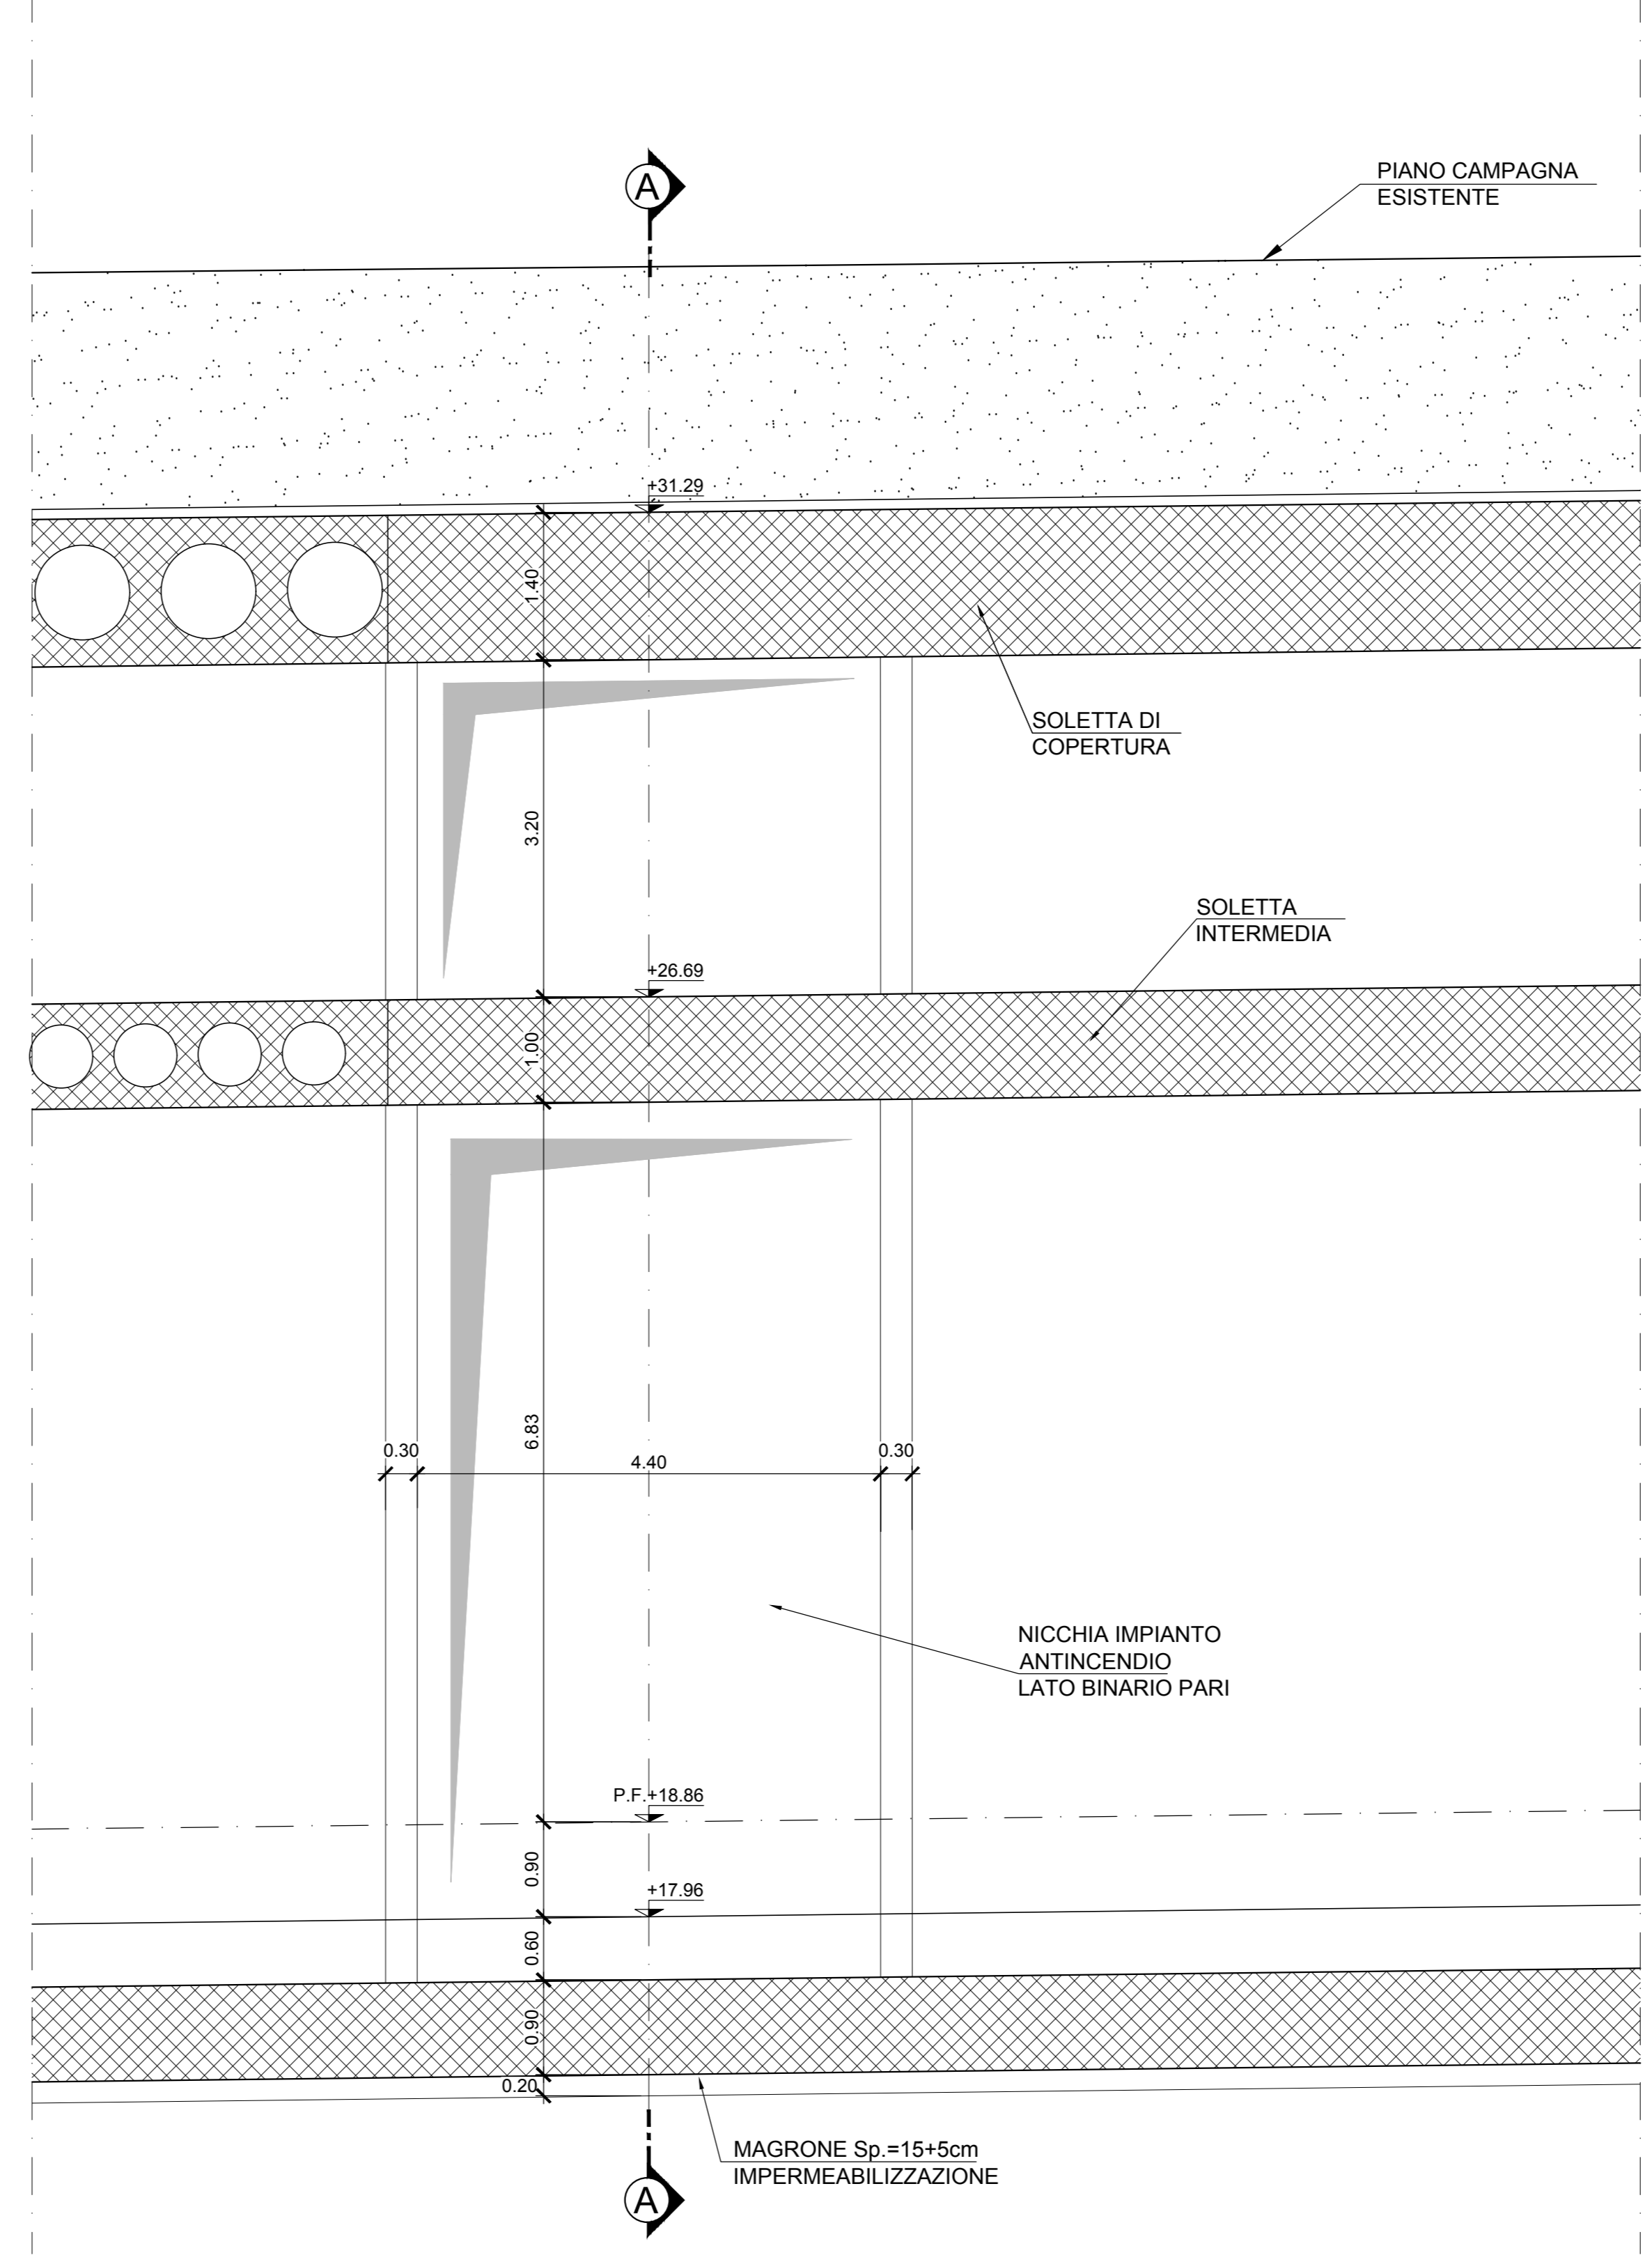 A
PIANO CAMPAGNA
ESISTENTE
+31.29
1.40
SOLETTA DI
COPERTURA
3.20
SOLETTA
INTERMEDIA
+26.69
1.00
6.83
0.30
4.40
0.30
NICCHIA IMPIANTO
ANTINCENDIO
LATO BINARIO PARI
P.F.+18.86
0.90
+17.96
0.60
0.90
0.20
MAGRONE Sp.=15+5cm
IMPERMEABILIZZAZIONE
A